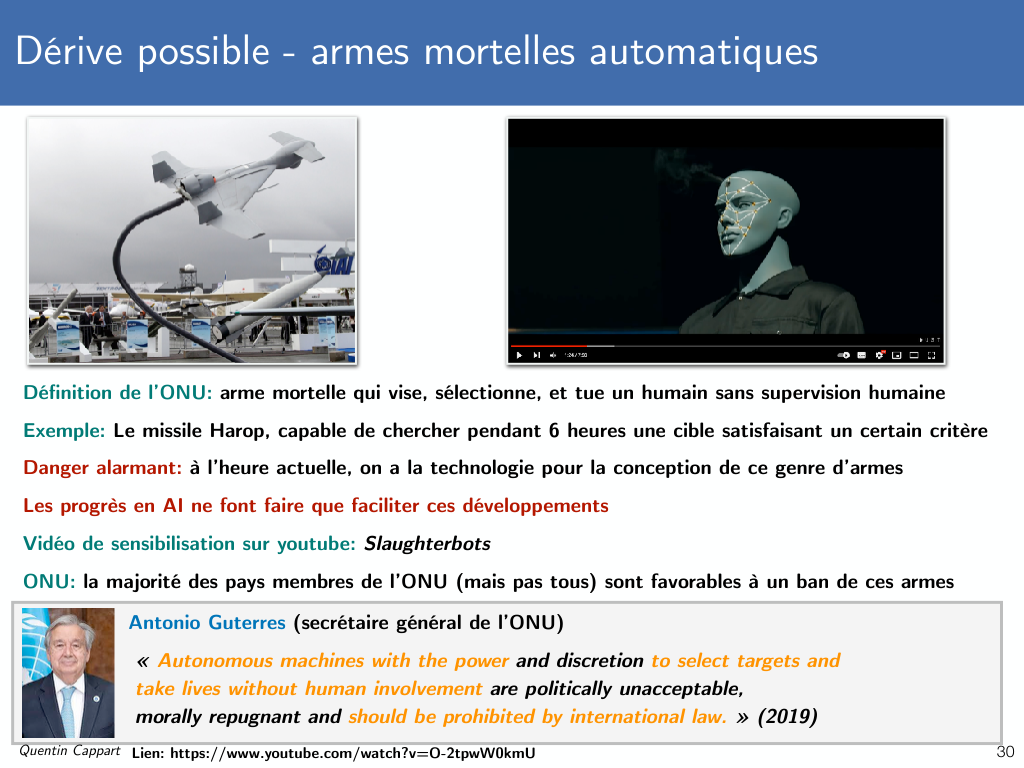 Dérive possible - armes mortelles automatiques
IAI
1:24 / 7:50
Définition de l'ONU: arme mortelle qui vise, sélectionne, et tue un humain sans supervision humaine
Exemple: Le missile Harop, capable de chercher pendant 6 heures une cible satisfaisant un certain critère
Danger alarmant: à l'heure actuelle, on a la technologie pour la conception de ce genre d'armes
Les progrès en AI ne font faire que faciliter ces développements
Vidéo de sensibilisation sur youtube: Slaughterbots
ONU: la majorité des pays membres de l'ONU (mais pas tous) sont favorables à un ban de ces armes
Antonio Guterres (secrétaire général de l'ONU)
« Autonomous machines with the power and discretion to select targets and
take lives without human involvement are politically unacceptable,
morally repugnant and should be prohibited by international law. » (2019)
Quentin Cappart Lien: https://www.youtube.com/watch?v=O-2tpwW0kmU
30